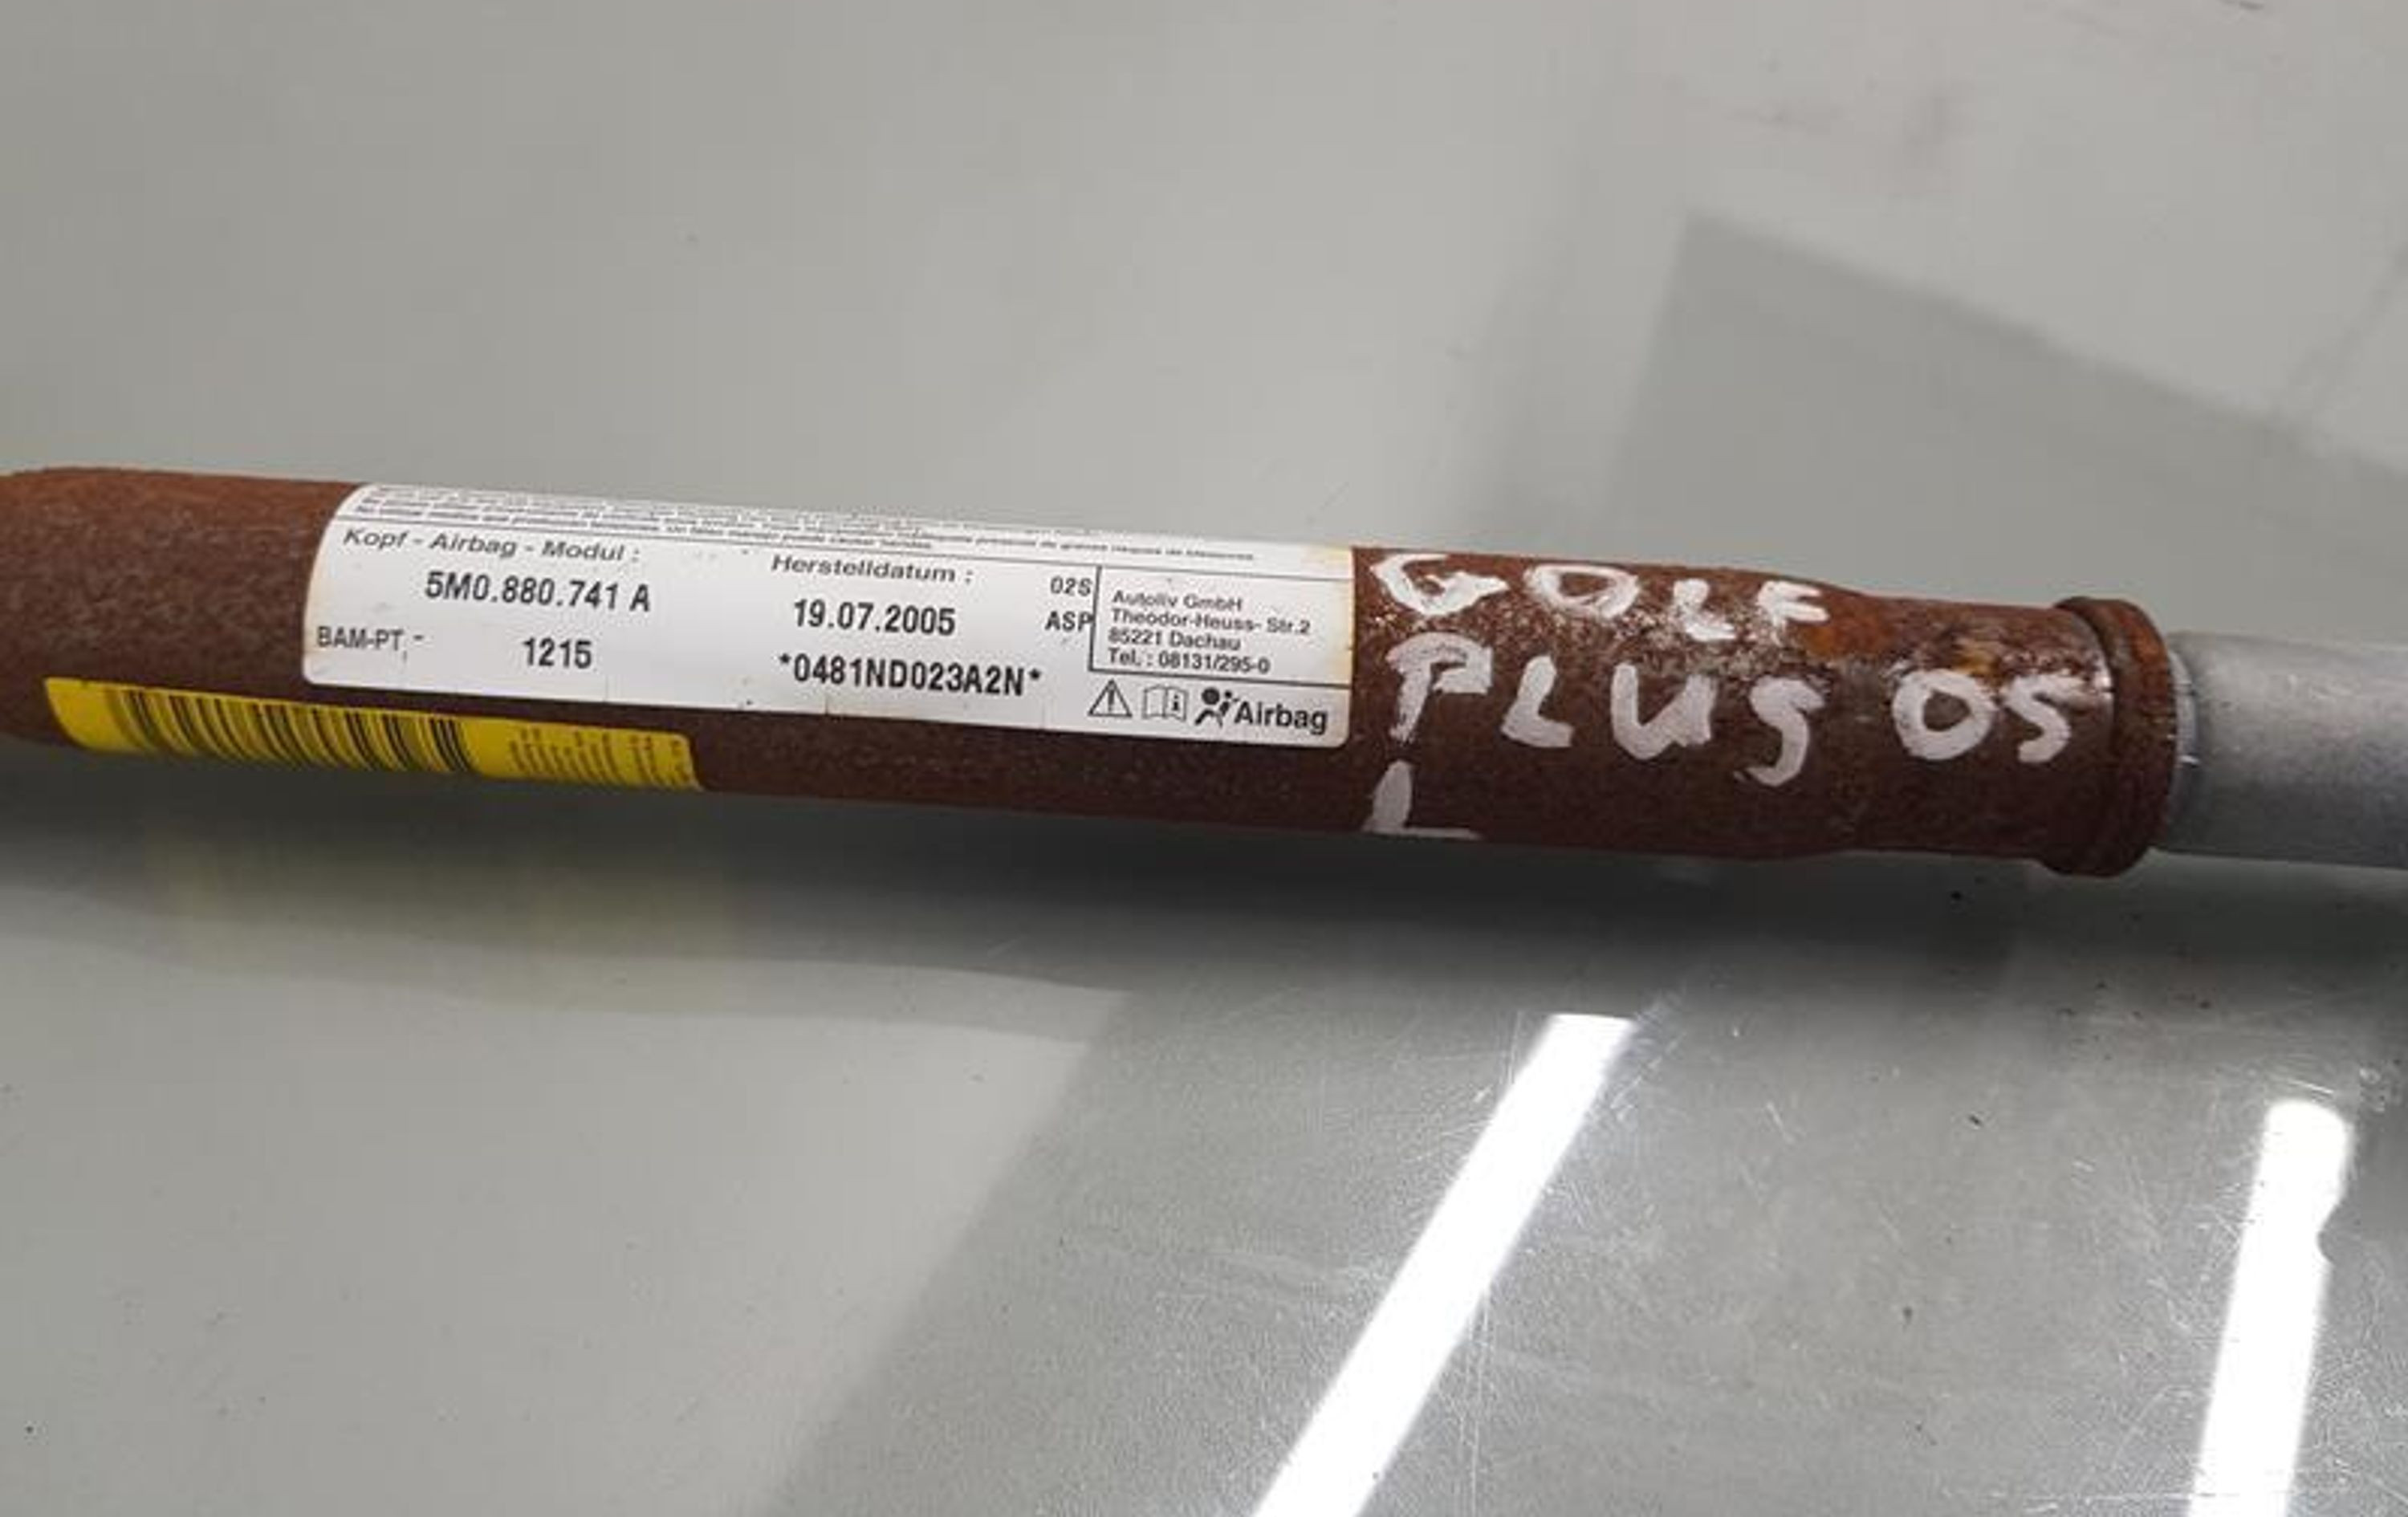 Kopf - Airbag - Modul :
5M0.880.741 A
BAM-PT. - 1215
Herstelldatum :
19.07.2005
*0481ND023A2N*
02S
ASP
Autoliv GmbH
Theodor-Heuss- Str.2
85221 Dachau
Tel. : 08131/295-0
Airbag
GOLF
PLUS 05
L